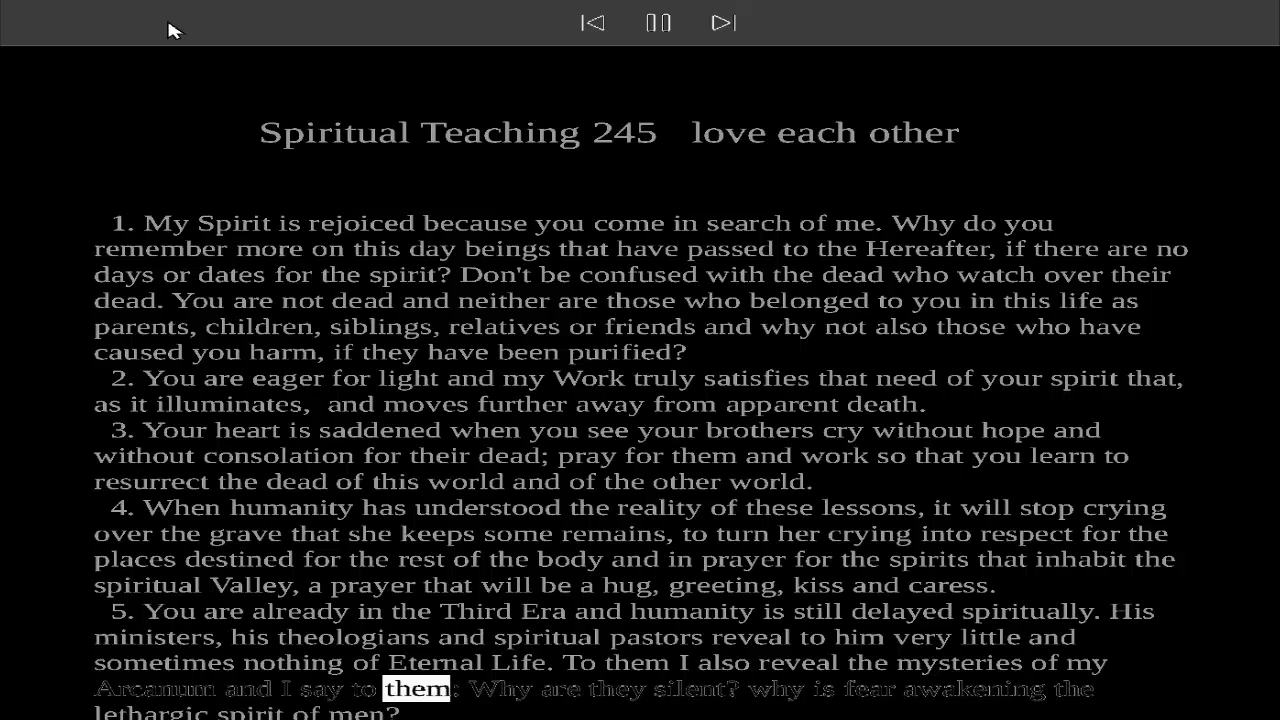 Spiritual Teaching 245 love each other
1. My Spirit is rejoiced because you come in search of me. Why do you
remember more on this day beings that have passed to the Hereafter, if there are no
days or dates for the spirit? Don't be confused with the dead who watch over their
dead. You are not dead and neither are those who belonged to you in this life as
parents, children, siblings, relatives or friends and why not also those who have
caused you harm, if they have been purified?
2. You are eager for light and my Work truly satisfies that need of your spirit that,
as it illuminates, and moves further away from apparent death.
3. Your heart is saddened when you see your brothers cry without hope and
without consolation for their dead; pray for them and work so that you learn to
resurrect the dead of this world and of the other world.
4. When humanity has understood the reality of these lessons, it will stop crying
over the grave that she keeps some remains, to turn her crying into respect for the
places destined for the rest of the body and in prayer for the spirits that inhabit the
spiritual Valley, a prayer that will be a hug, greeting, kiss and caress.
5. You are already in the Third Era and humanity is still delayed spiritually. His
ministers, his theologians and spiritual pastors reveal to him very little and
sometimes nothing of Eternal Life. To them I also reveal the mysteries of my
Arcanum and I say to them: Why are they silent? why is fear awakening the
lethargic spirit of men?